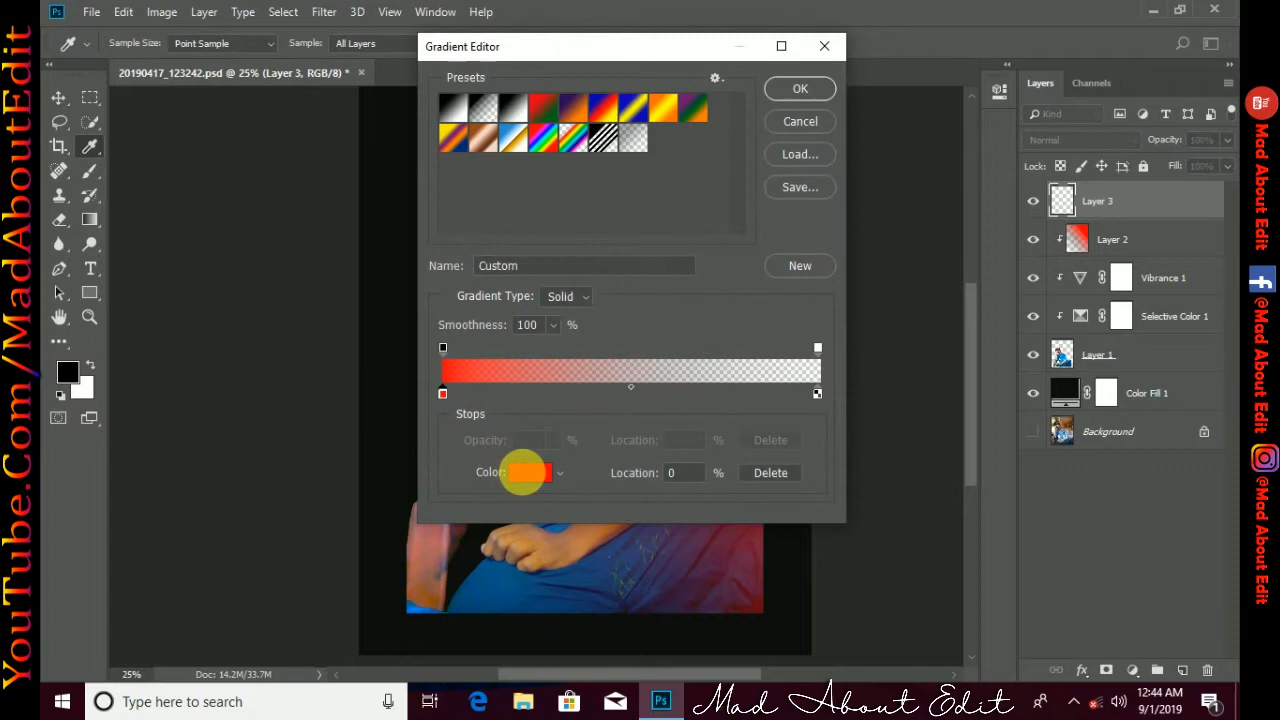 Ps File Edit Image Layer Type Select Filter 3D View Window Help
Sample Size: Point Sample Sample: All Layers
20190417_123242.psd @ 25% (Layer 3, RGB/8) *
Gradient Editor
Presets
OK
Cancel
Load...
Save...
Name: Custom
New
Gradient Type: Solid
Smoothness: 100 %
Stops
Opacity: % Location: % Delete
Color: Location: 0 % Delete
Layers Channels
Kind
Normal Opacity: 100%
Lock: Fill: 100%
Layer 3
Layer 2
Vibrance 1
Selective Color 1
Layer 1
Color Fill 1
Background
25% Doc: 14.2M/33.7M
Type here to search
Ps
Mad About Edit
12:44 AM
9/1/2019
1
YouTube.Com/MadAboutEdit
Mad About Edit
@Mad About Edit
@Mad About Edit